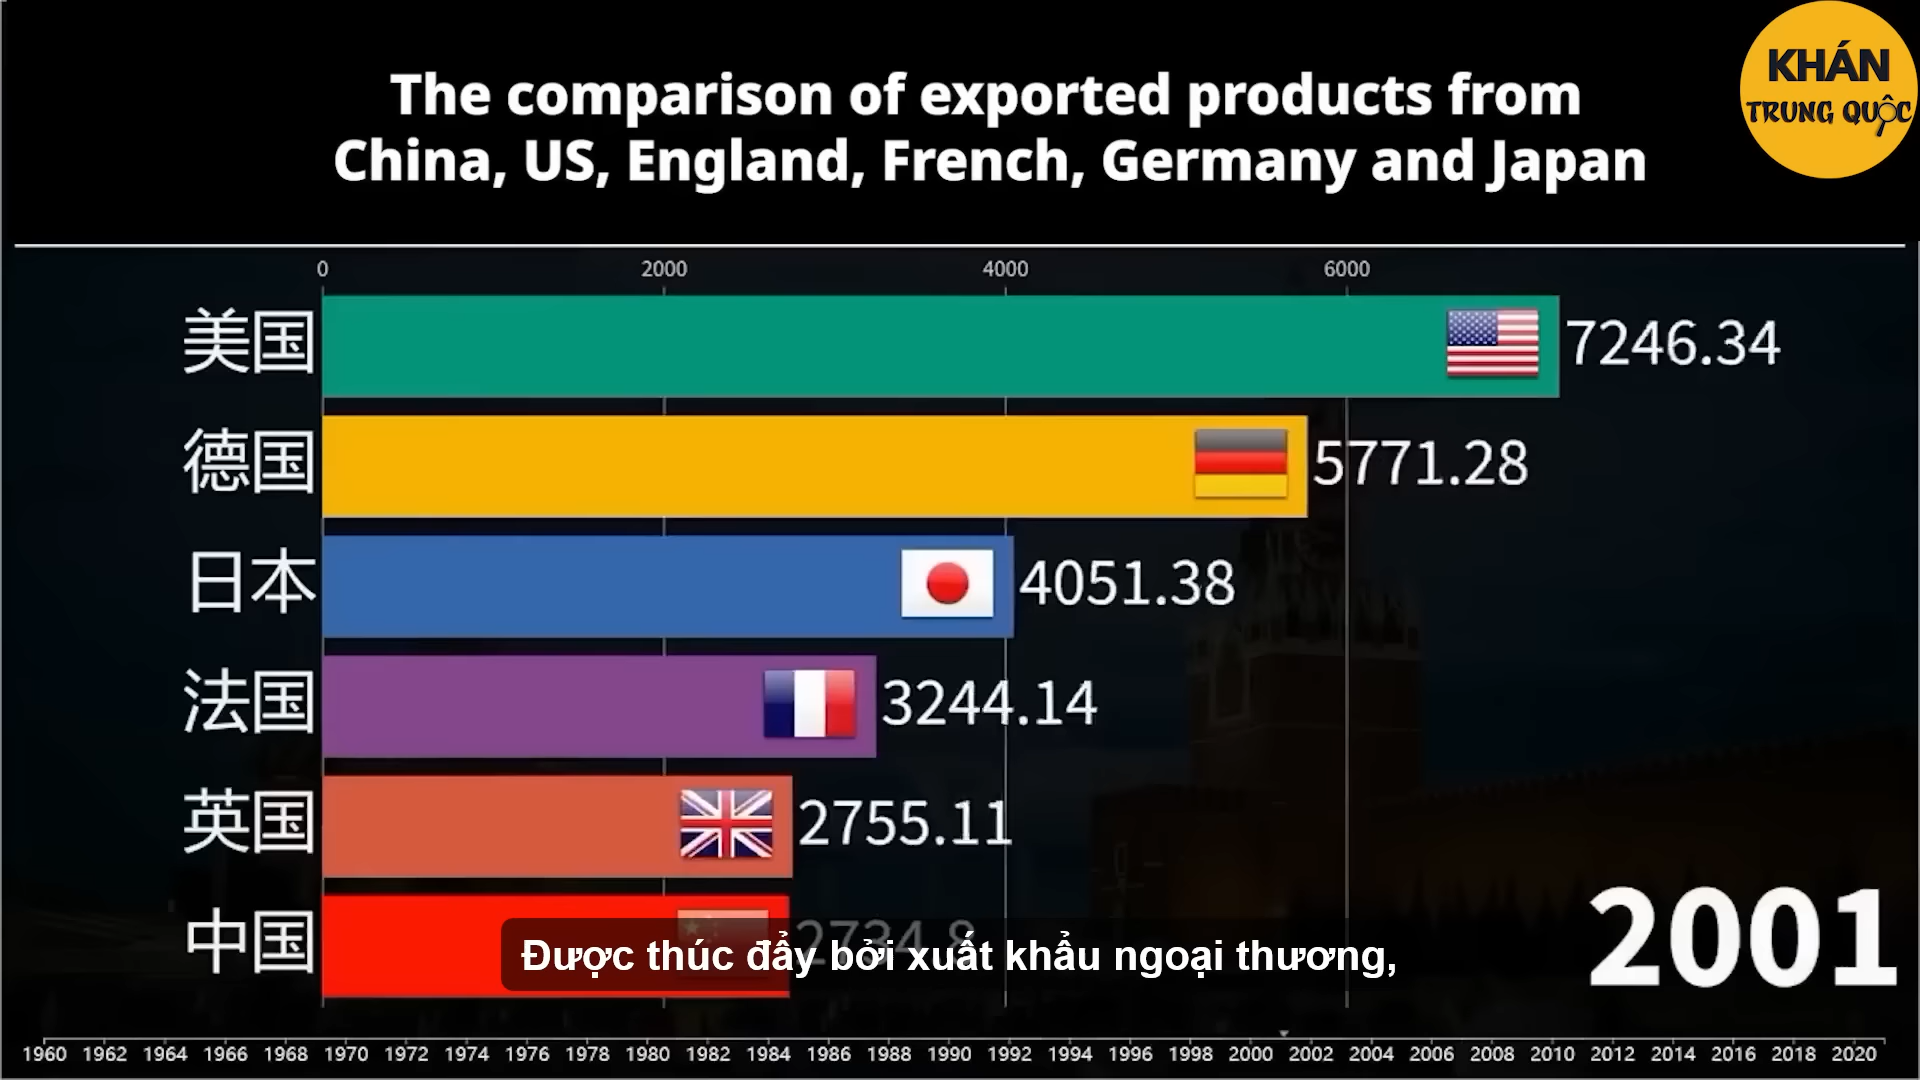 The comparison of exported products from
China, US, England, French, Germany and Japan
KHÁN
TRUNG QUỐC
0 2000 4000 6000
美国 7246.34
德国 5771.28
日本 4051.38
法国 3244.14
英国 2755.11
中国 2734.8
Được thúc đẩy bởi xuất khẩu ngoại thương,
2001
1960 1962 1964 1966 1968 1970 1972 1974 1976 1978 1980 1982 1984 1986 1988 1990 1992 1994 1996 1998 2000 2002 2004 2006 2008 2010 2012 2014 2016 2018 2020